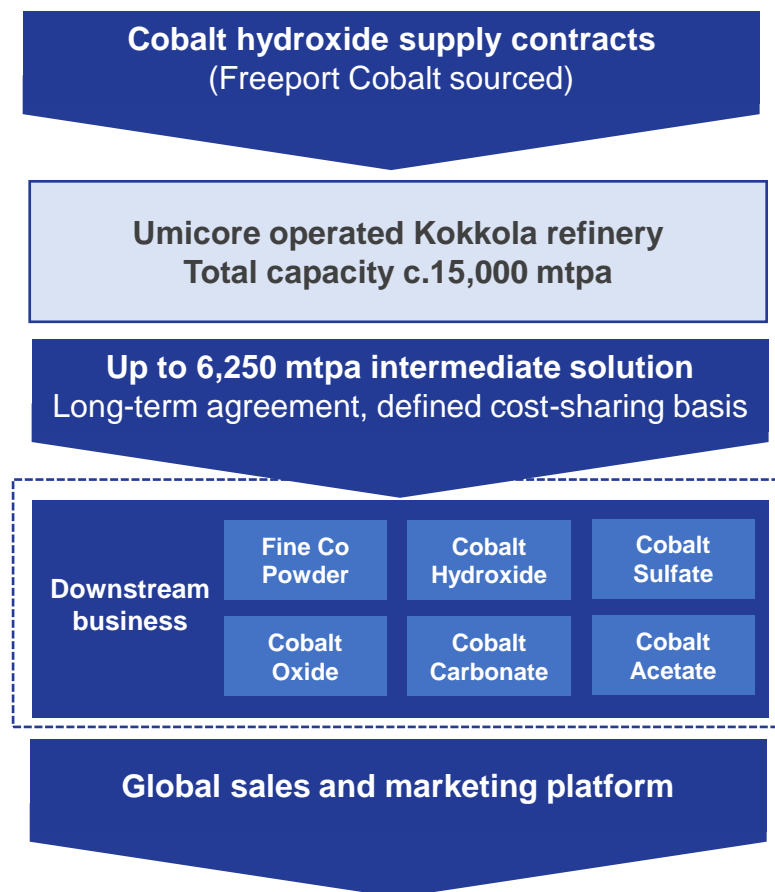 Cobalt hydroxide supply contracts
(Freeport Cobalt sourced)
Umicore operated Kokkola refinery
Total capacity c.15,000 mtpa
Up to 6,250 mtpa intermediate solution
Long-term agreement, defined cost-sharing basis
Downstream
business
Fine Co
Powder
Cobalt
Hydroxide
Cobalt
Sulfate
Cobalt
Oxide
Cobalt
Carbonate
Cobalt
Acetate
Global sales and marketing platform